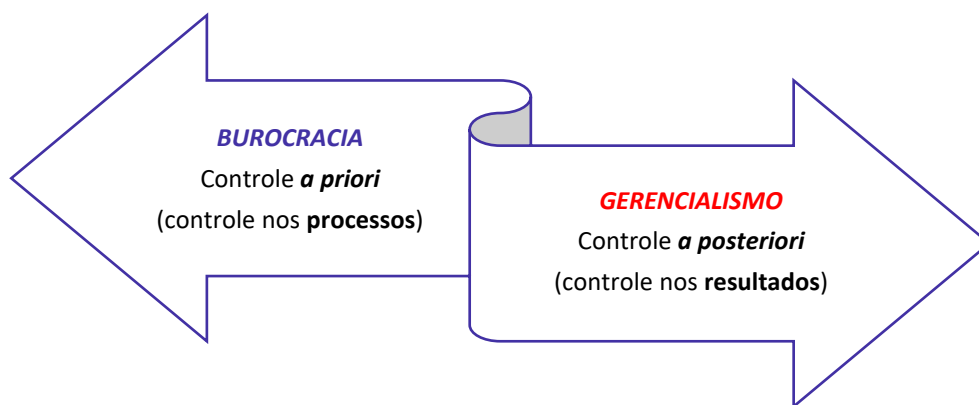 BUROCRACIA
Controle a priori
(controle nos processos)
GERENCIALISMO
Controle a posteriori
(controle nos resultados)